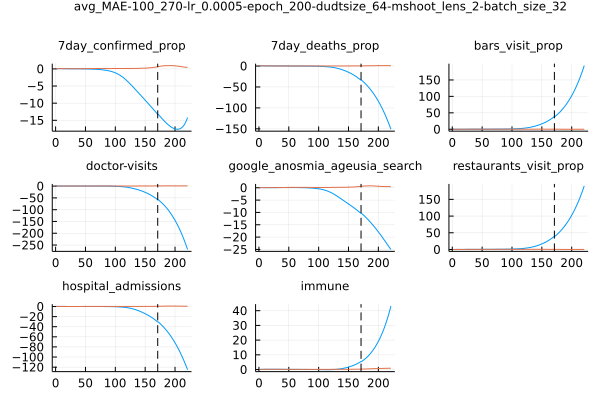 avg_MAE-100_270-lr_0.0005-epoch_200-dudtsize_64-mshoot_lens_2-batch_size_32
7day_confirmed_prop 7day_deaths_prop bars_visit_prop
0 0 150
−5 −50 100
−10 −100 50
−15 −150 0
0 50 100 150 200 0 50 100 150 200 0 50 100 150 200
doctor-visits google_anosmia_ageusia_search restaurants_visit_prop
0 0 150
−50 −5 100
−100 −10 50
−150 −15 0
−200 −20
−250 −25
0 50 100 150 200 0 50 100 150 200 0 50 100 150 200
hospital_admissions immune
0 40
−20 30
−40 20
−60 10
−80 0
−100
−120
0 50 100 150 200 0 50 100 150 200